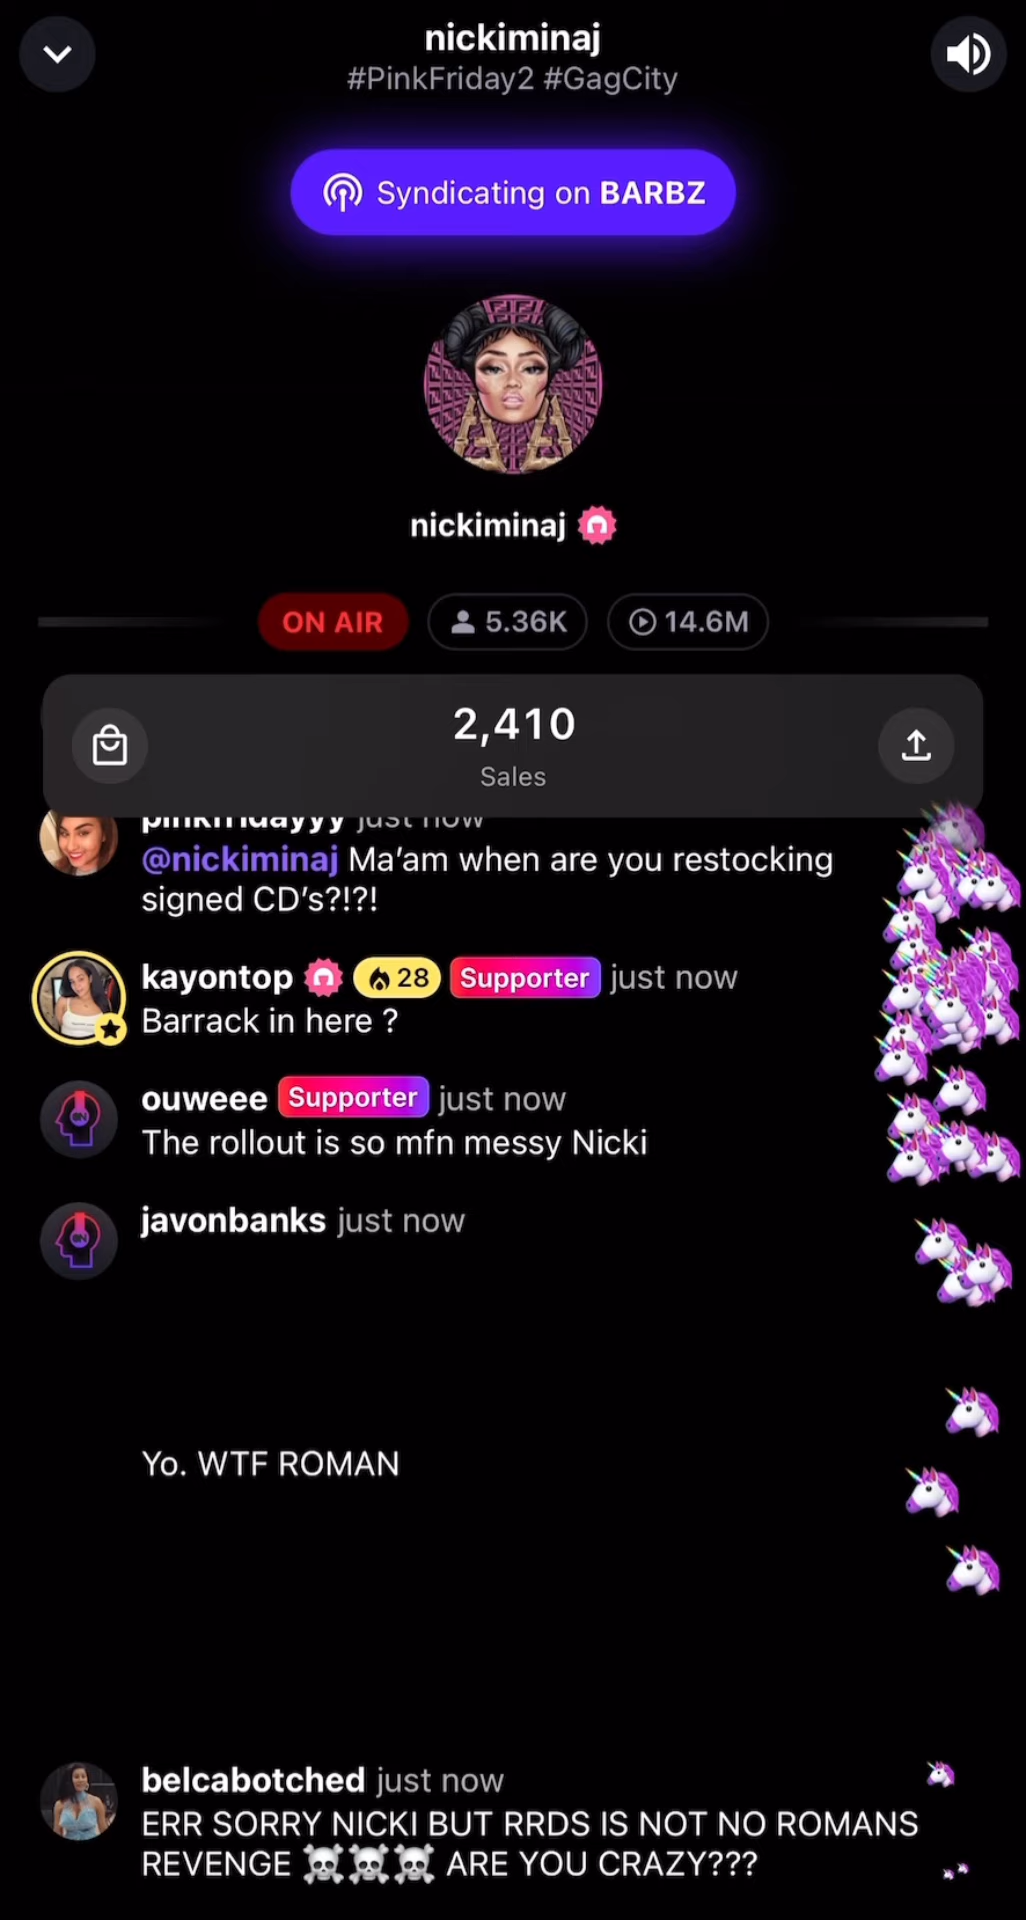 nickiminaj
#PinkFriday2 #GagCity
Syndicating on BARBZ
nickiminaj
ON AIR 5.36K 14.6M
2,410
Sales
pinkfridayyy just now
@nickiminaj Ma’am when are you restocking
signed CD’s?!?!
kayontop 28 Supporter just now
Barrack in here ?
ouweee Supporter just now
The rollout is so mfn messy Nicki
javonbanks just now
Yo. WTF ROMAN
belcabotched just now
ERR SORRY NICKI BUT RRDS IS NOT NO ROMANS
REVENGE ☠️☠️☠️ ARE YOU CRAZY???